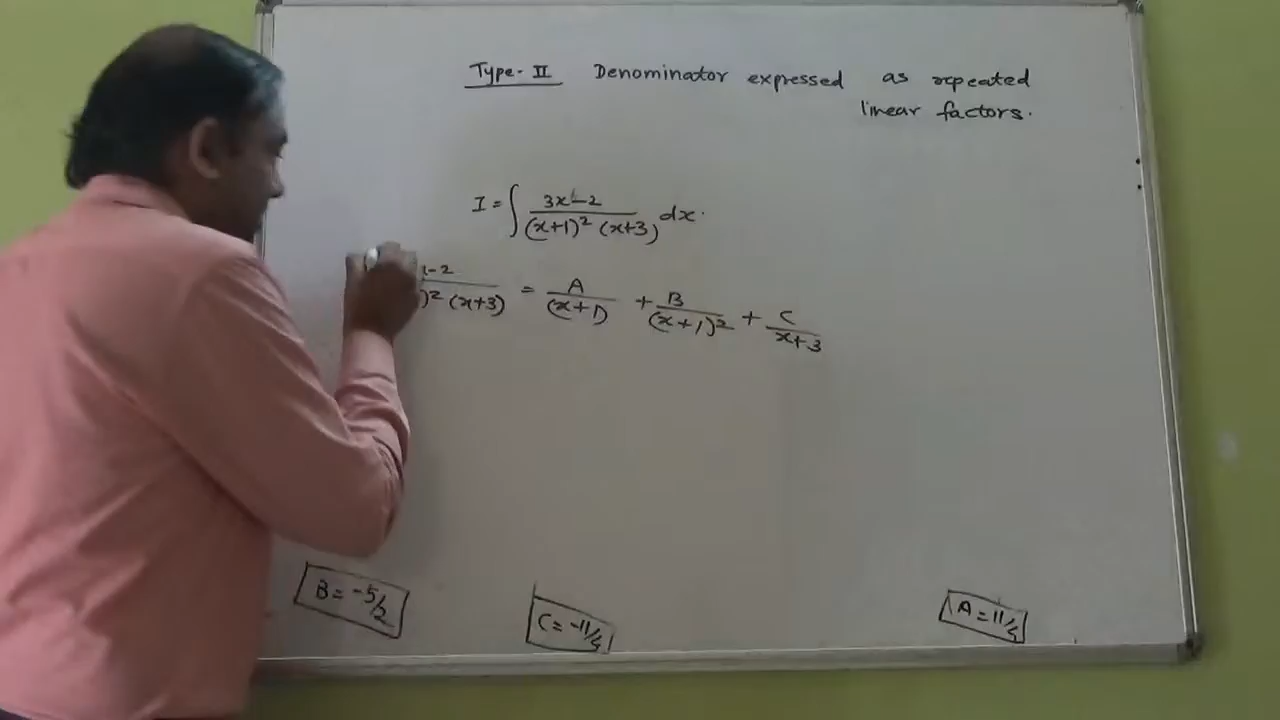 Type-II Denominator expressed as repeated
linear factors.
I = ∫ 3x-2 / (x+1)² (x+3) dx.
x-2 / )² (x+3) = A / (x+1) + B / (x+1)² + C / x+3
B = -5/2
C = -11/4
A = 11/4